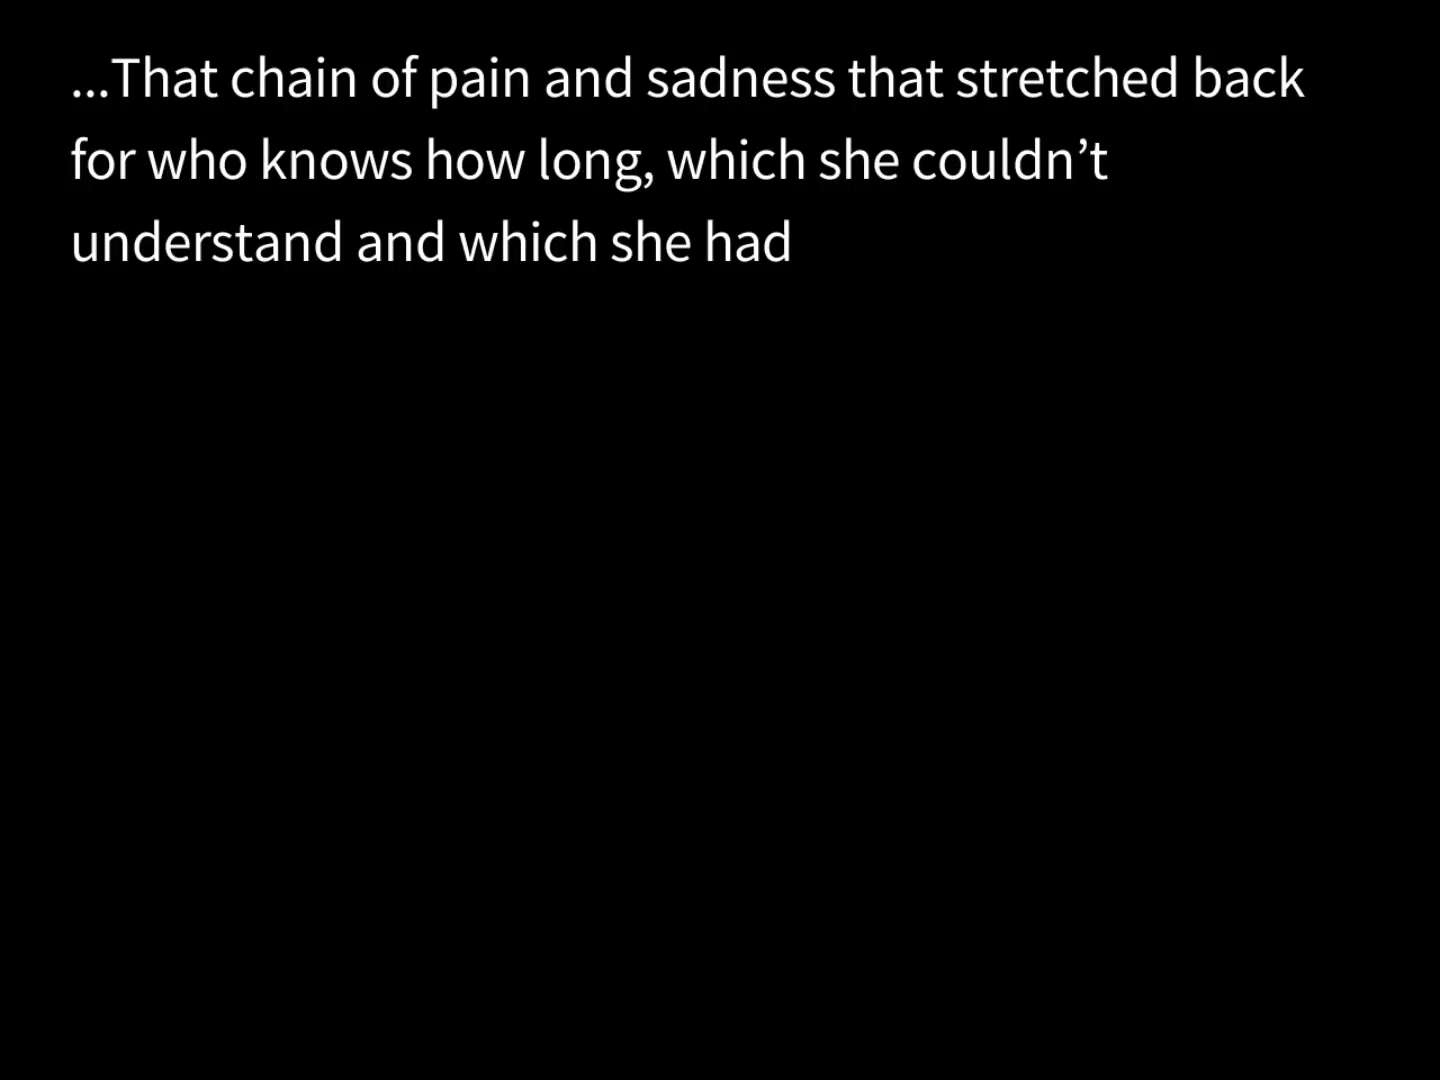 ...That chain of pain and sadness that stretched back
for who knows how long, which she couldn’t
understand and which she had